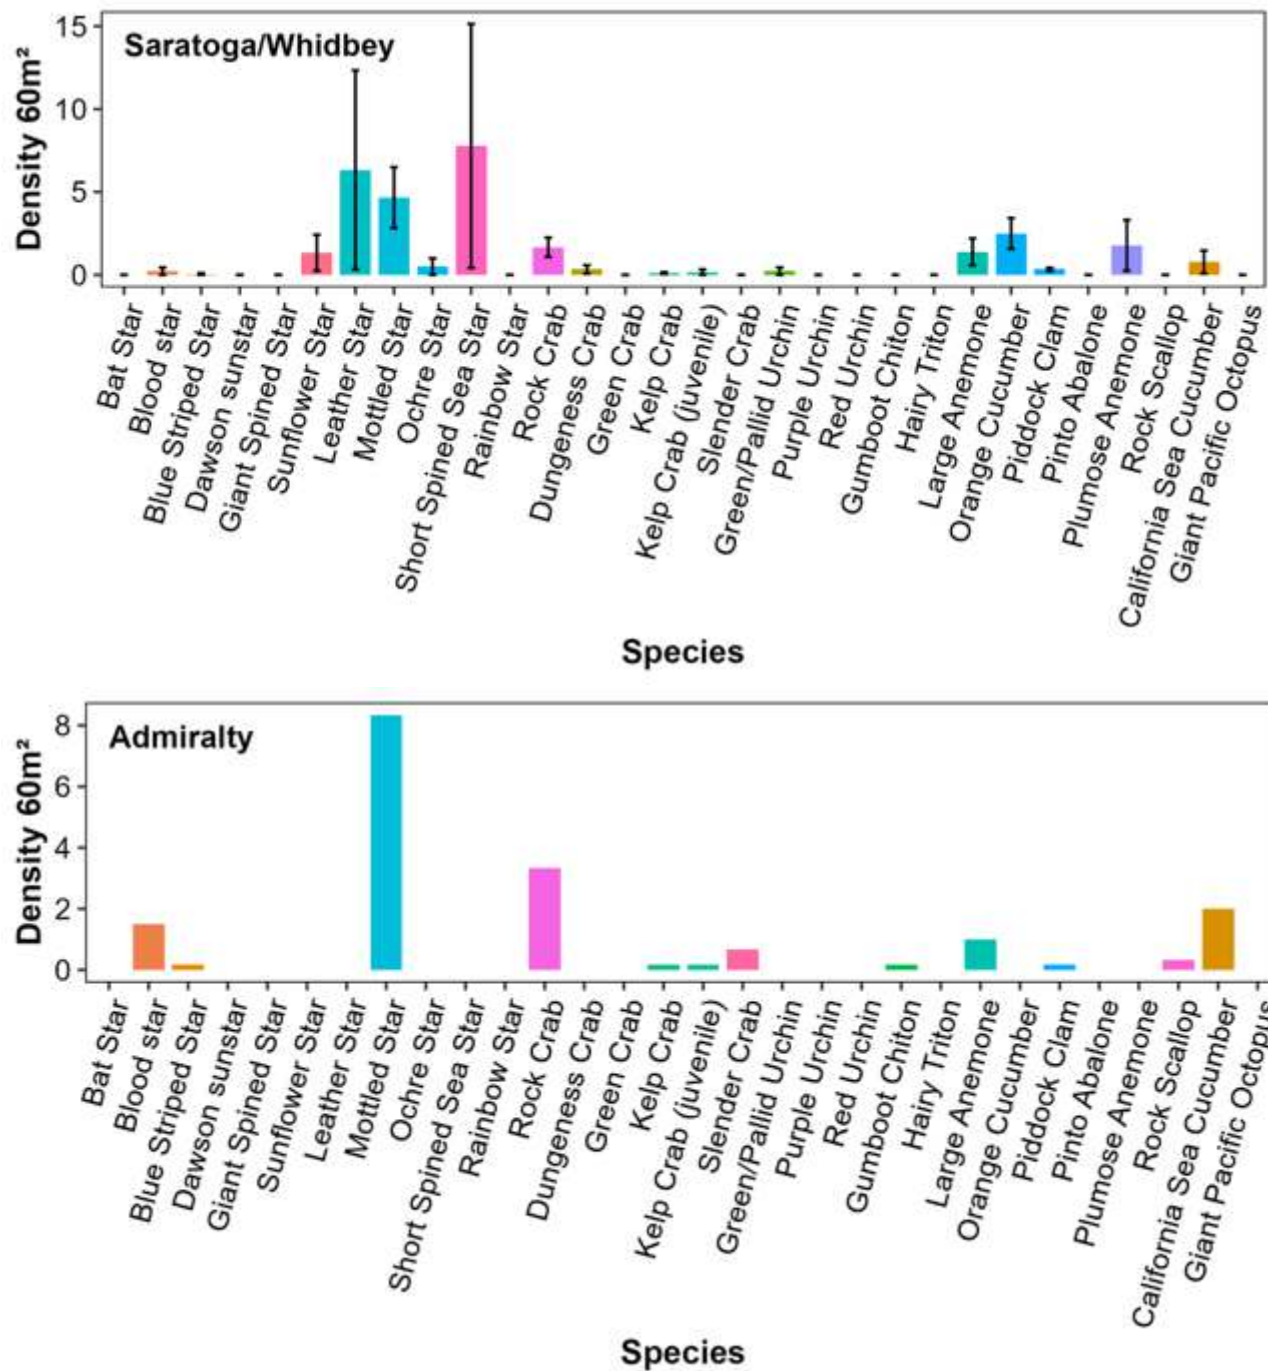 Saratoga/Whidbey
Density 60m²
15
10
5
0
Bat Star
Blood star
Blue Striped Star
Dawson sunstar
Giant Spined Star
Sunflower Star
Leather Star
Mottled Star
Ochre Star
Short Spined Sea Star
Rainbow Star
Rock Crab
Dungeness Crab
Green Crab
Kelp Crab
Kelp Crab (juvenile)
Slender Crab
Green/Pallid Urchin
Purple Urchin
Red Urchin
Gumboot Chiton
Hairy Triton
Large Anemone
Orange Cucumber
Piddock Clam
Pinto Abalone
Plumose Anemone
Rock Scallop
California Sea Cucumber
Giant Pacific Octopus
Species
Admiralty
Density 60m²
8
6
4
2
0
Bat Star
Blood star
Blue Striped Star
Dawson sunstar
Giant Spined Star
Sunflower Star
Leather Star
Mottled Star
Ochre Star
Short Spined Sea Star
Rainbow Star
Rock Crab
Dungeness Crab
Green Crab
Kelp Crab
Kelp Crab (juvenile)
Slender Crab
Green/Pallid Urchin
Purple Urchin
Red Urchin
Gumboot Chiton
Hairy Triton
Large Anemone
Orange Cucumber
Piddock Clam
Pinto Abalone
Plumose Anemone
Rock Scallop
California Sea Cucumber
Giant Pacific Octopus
Species